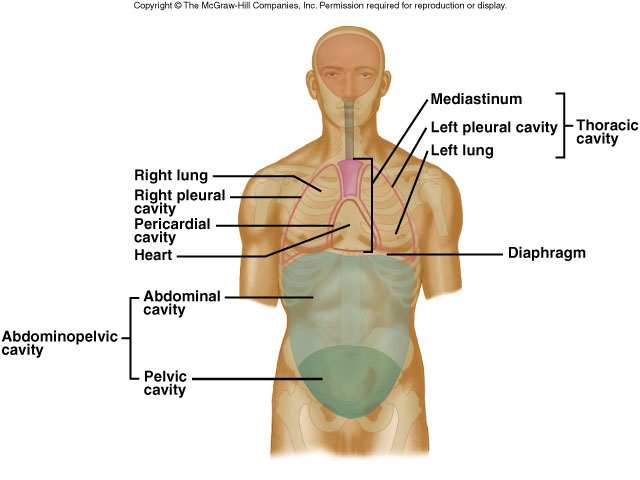 Copyright © The McGraw-Hill Companies, Inc. Permission required for reproduction or display.
Mediastinum
Left pleural cavity
Left lung
Thoracic
cavity
Right lung
Right pleural
cavity
Pericardial
cavity
Heart
Diaphragm
Abdominal
cavity
Abdominopelvic
cavity
Pelvic
cavity